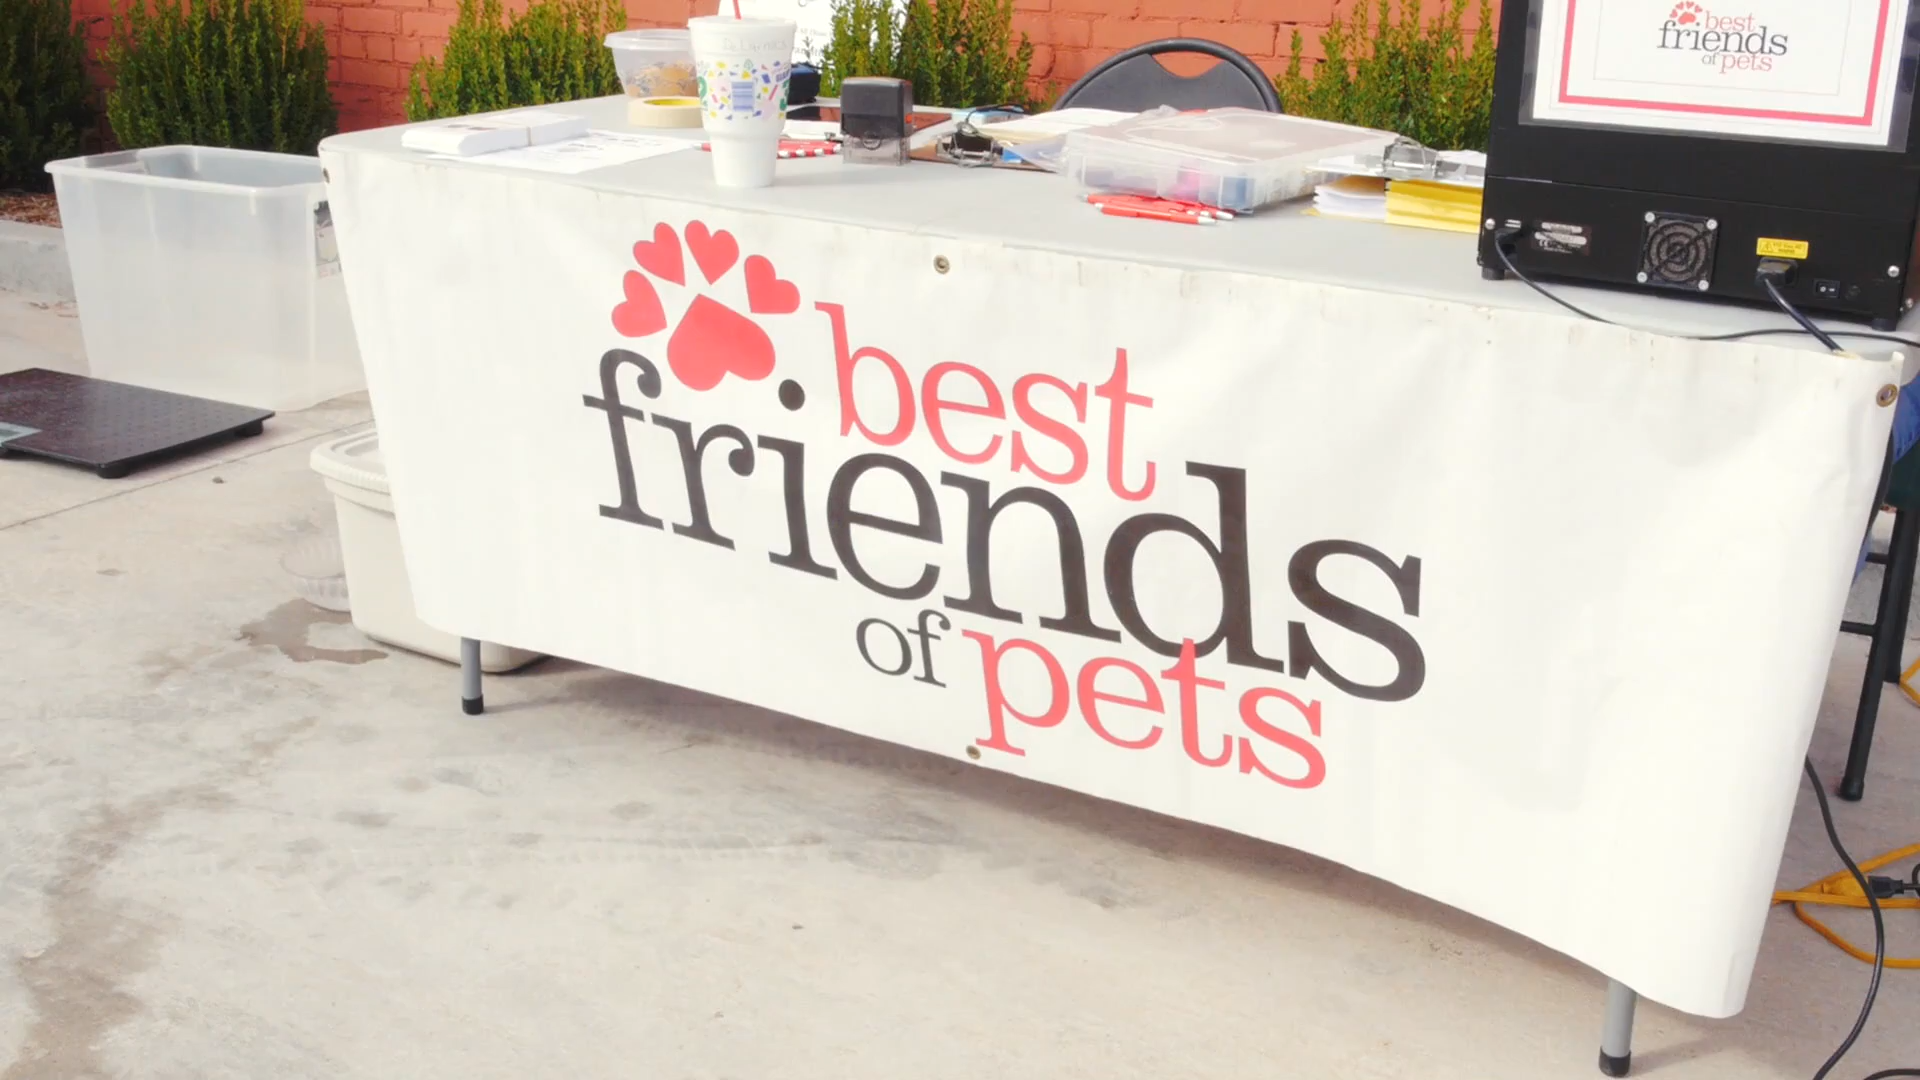 best
friends
of pets
best
friends
of pets